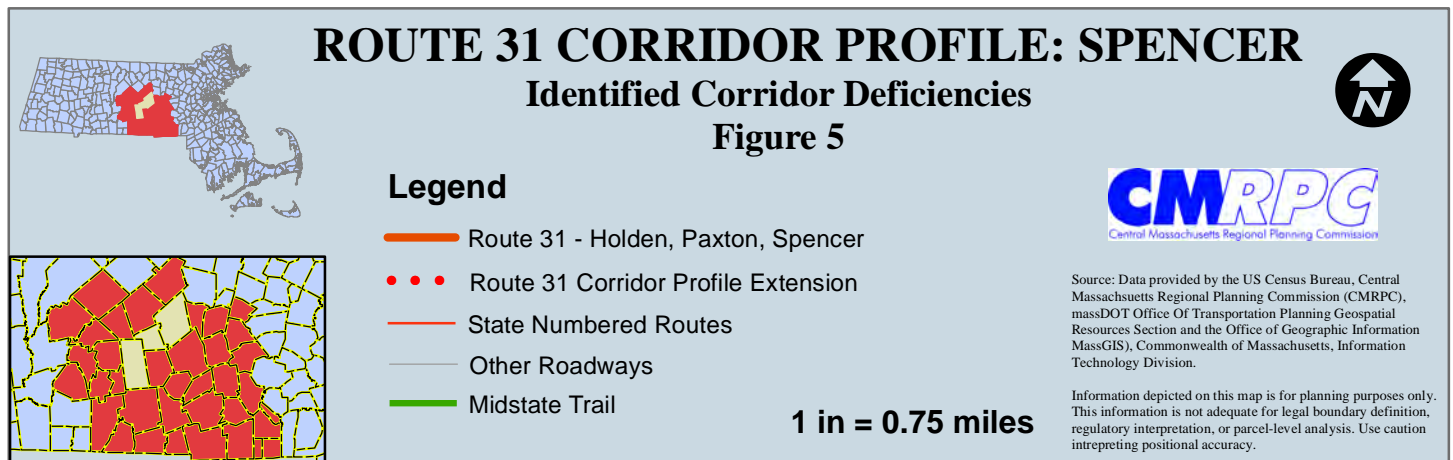 ROUTE 31 CORRIDOR PROFILE: SPENCER
Identified Corridor Deficiencies
Figure 5
N
Legend
Route 31 - Holden, Paxton, Spencer
Route 31 Corridor Profile Extension
State Numbered Routes
Other Roadways
Midstate Trail
1 in = 0.75 miles
CMRPC
Central Massachusetts Regional Planning Commission
Source: Data provided by the US Census Bureau, Central
Massachsuetts Regional Planning Commission (CMRPC),
massDOT Office Of Transportation Planning Geospatial
Resources Section and the Office of Geographic Information
MassGIS), Commonwealth of Massachusetts, Information
Technology Division.
Information depicted on this map is for planning purposes only.
This information is not adequate for legal boundary definition,
regulatory interpretation, or parcel-level analysis. Use caution
intrepreting positional accuracy.